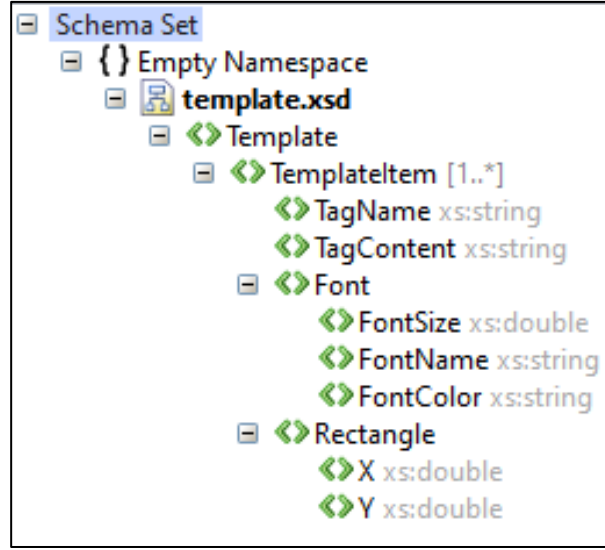 Schema Set
{ } Empty Namespace
template.xsd
Template
TemplateItem [1..*]
TagName xs:string
TagContent xs:string
Font
FontSize xs:double
FontName xs:string
FontColor xs:string
Rectangle
X xs:double
Y xs:double